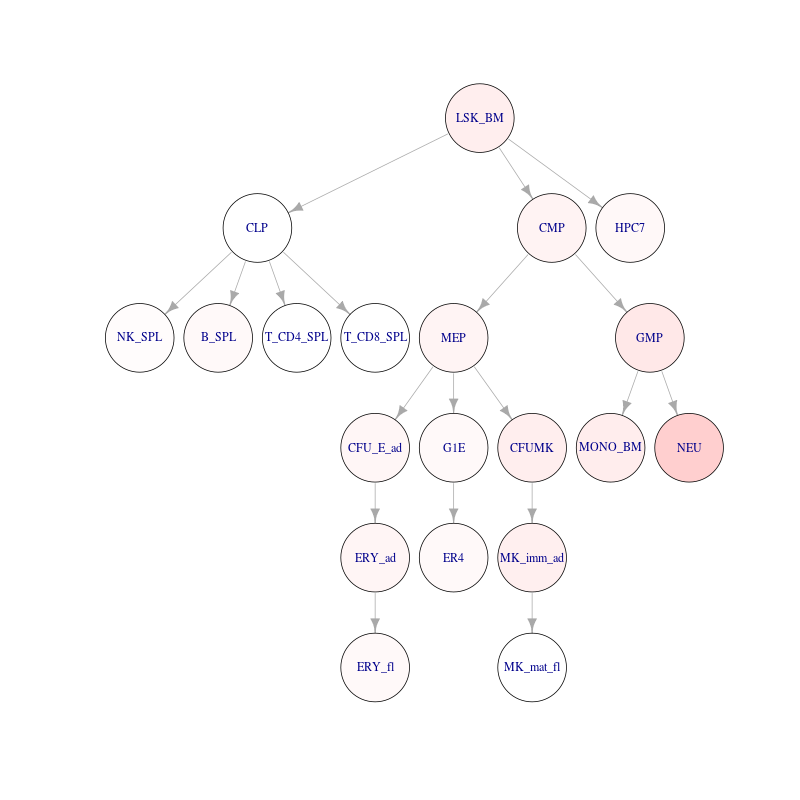 LSK_BM
CLP
CMP
HPC7
NK_SPL
B_SPL
T_CD4_SPL
T_CD8_SPL
MEP
GMP
CFU_E_ad
G1E
CFUMK
MONO_BM
NEU
ERY_ad
ER4
MK_imm_ad
ERY_fl
MK_mat_fl